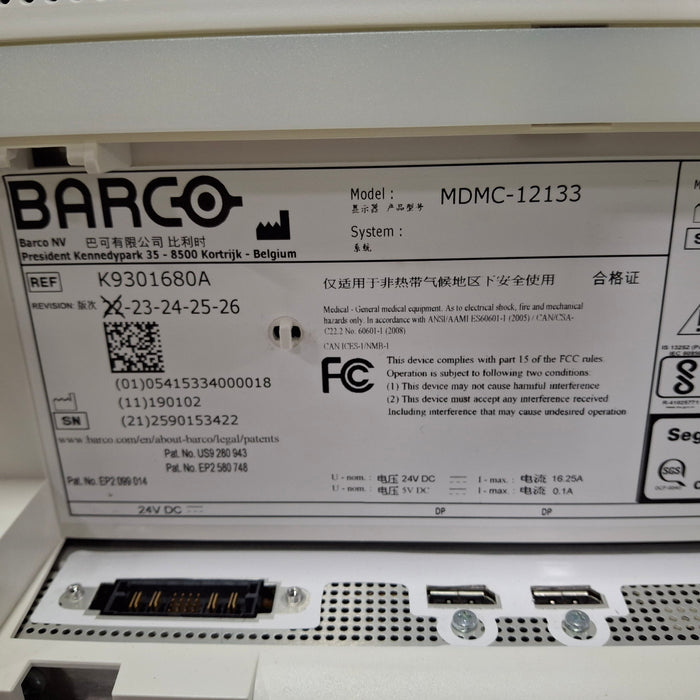 BARCO
Barco NV 巴可有限公司 比利时
President Kennedypark 35 - 8500 Kortrijk - Belgium
Model : MDMC-12133
显示器 产品型号
System :
系统
REF K9301680A
REVISION: 版次 22-23-24-25-26
(01)05415334000018
(11)190102
SN (21)2590153422
www.barco.com/en/about-barco/legal/patents
Pat. No. US9 280 943
Pat. No. EP2 580 748
Pat. No. EP2 099 014
仅适用于非热带气候地区下安全使用 合格证
Medical - General medical equipment. As to electrical shock, fire and mechanical
hazards only. In accordance with ANSI/AAMI ES60601-1 (2005) / CAN/CSA-
C22.2 No. 60601-1 (2008)
CAN ICES-1/NMB-1
FC
This device complies with part 15 of the FCC rules.
Operation is subject to following two conditions:
(1) This device may not cause harmful interference
(2) This device must accept any received interference
Including interference that may cause undesired operation
U - nom. : 电压 24V DC I - max. : 电流 16.25A
U - nom. : 电压 5V DC I - max. : 电流 0.1A
24V DC DP DP
IS 13252
R-41025771
Seg
SGS